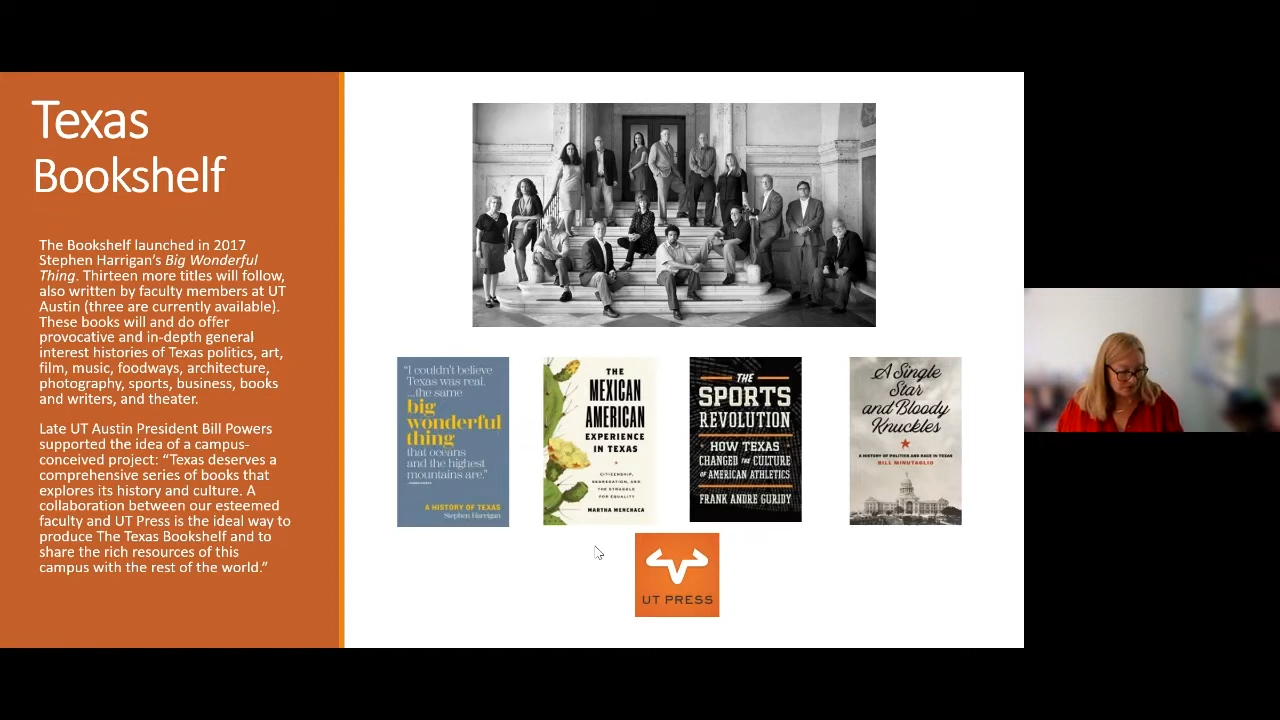 Texas
Bookshelf
The Bookshelf launched in 2017
Stephen Harrigan's Big Wonderful
Thing. Thirteen more titles will follow,
also written by faculty members at UT
Austin (three are currently available).
These books will and do offer
provocative and in-depth general
interest histories of Texas politics, art,
film, music, foodways, architecture,
photography, sports, business, books
and writers, and theater.
Late UT Austin President Bill Powers
supported the idea of a campus-
conceived project: “Texas deserves a
comprehensive series of books that
explores its history and culture. A
collaboration between our esteemed
faculty and UT Press is the ideal way to
produce The Texas Bookshelf and to
share the rich resources of this
campus with the rest of the world.”
“I couldn't believe
Texas was real.
...the same
big
wonderful
thing
that oceans
and the highest
mountains are.”
A HISTORY OF TEXAS
Stephen Harrigan
THE
MEXICAN
AMERICAN
EXPERIENCE
IN TEXAS
CITIZENSHIP,
SEGREGATION, AND
THE STRUGGLE
FOR EQUALITY
MARTHA MENCHACA
THE
SPORTS
REVOLUTION
HOW TEXAS
CHANGED THE CULTURE
OF AMERICAN ATHLETICS
FRANK ANDRE GURIDY
A Single
Star
and Bloody
Knuckles
A HISTORY OF POLITICS AND RACE IN TEXAS
BILL MINUTAGLIO
UT PRESS